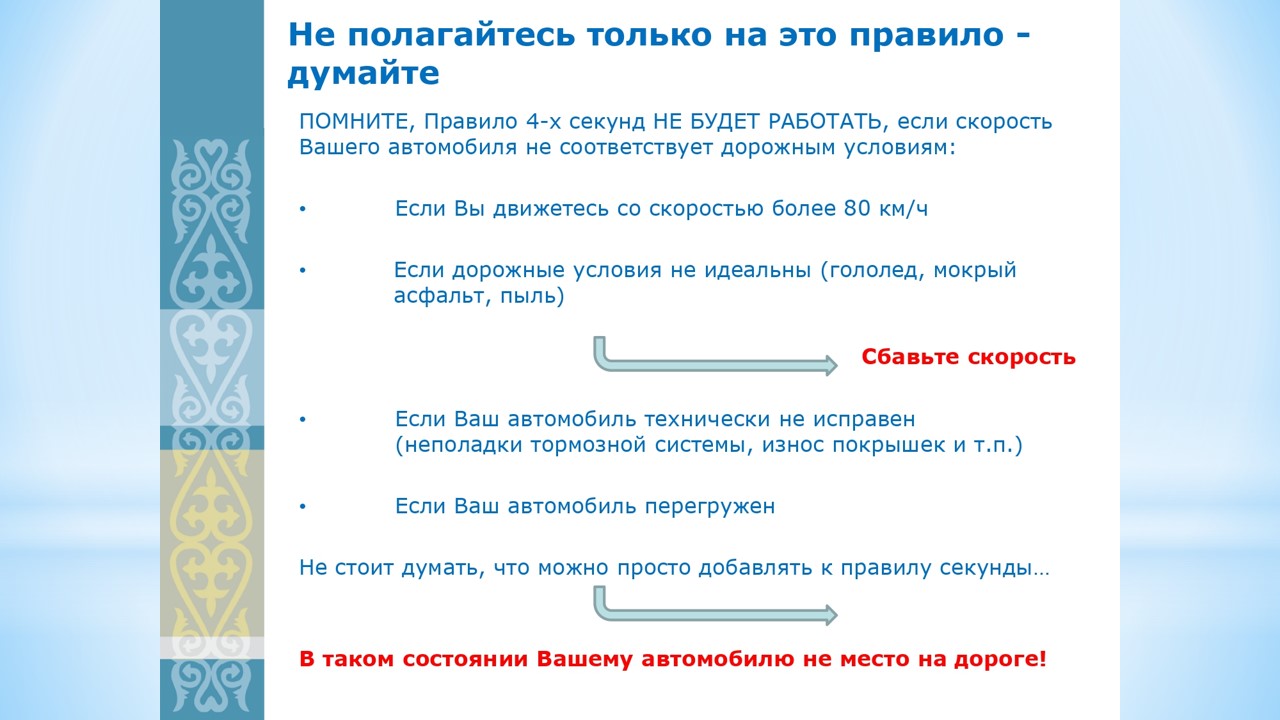 Не полагайтесь только на это правило -
думайте
ПОМНИТЕ, Правило 4-х секунд НЕ БУДЕТ РАБОТАТЬ, если скорость
Вашего автомобиля не соответствует дорожным условиям:
• Если Вы движетесь со скоростью более 80 км/ч
• Если дорожные условия не идеальны (гололед, мокрый
асфальт, пыль)
Сбавьте скорость
• Если Ваш автомобиль технически не исправен
(неполадки тормозной системы, износ покрышек и т.п.)
• Если Ваш автомобиль перегружен
Не стоит думать, что можно просто добавлять к правилу секунды…
В таком состоянии Вашему автомобилю не место на дороге!